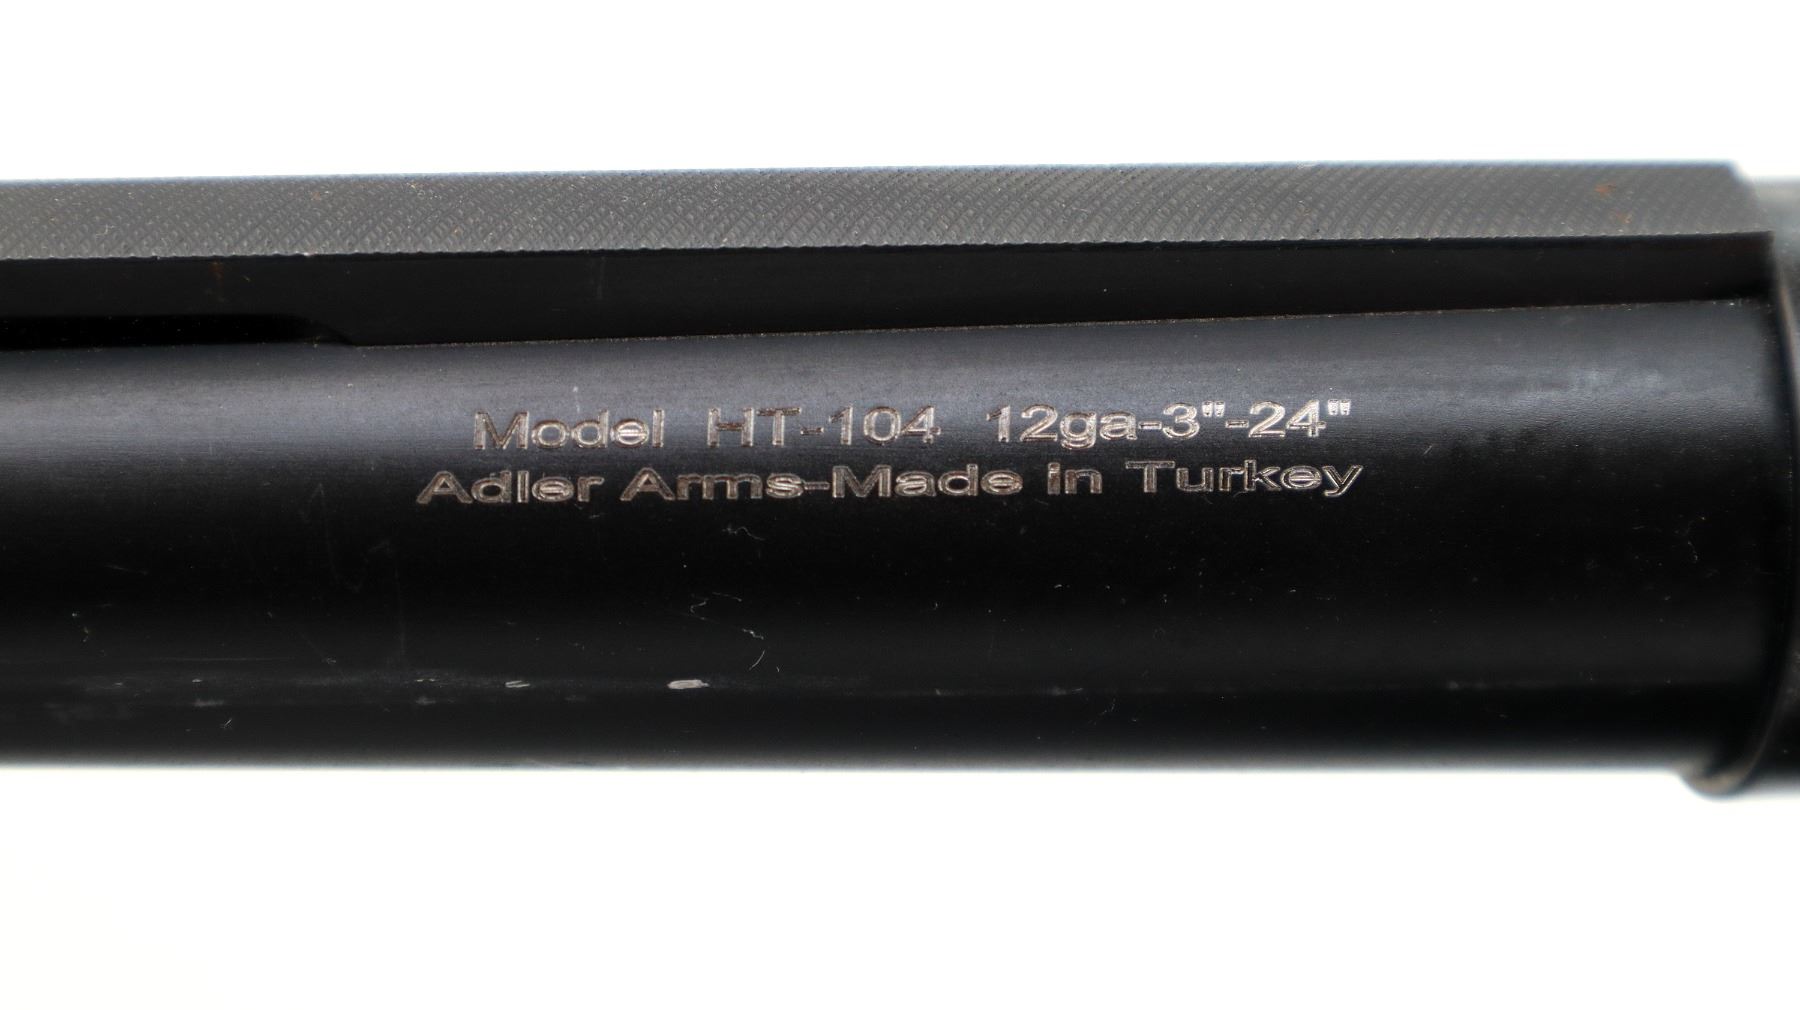 Model HT-104 12ga-3"-24"
Adler Arms-Made in Turkey